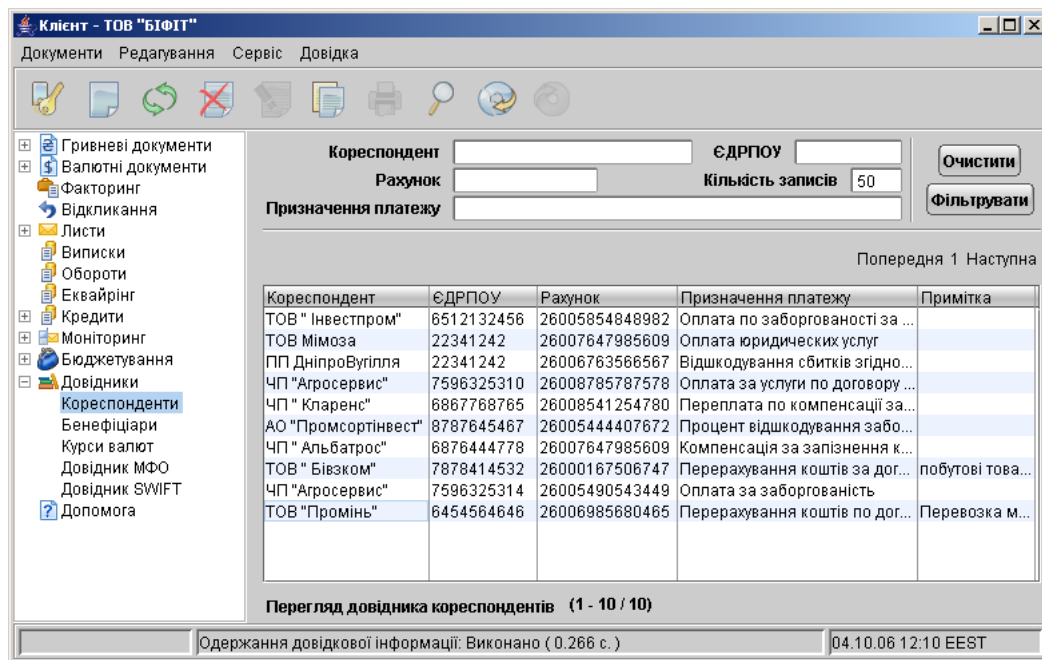 Клієнт - ТОВ "БІФІТ"
Документи Редагування Сервіс Довідка
Гривневі документи
Валютні документи
Факторинг
Відкликання
Листи
Виписки
Обороти
Еквайрінг
Кредити
Моніторинг
Бюджетування
Довідники
Кореспонденти
Бенефіціари
Курси валют
Довідник МФО
Довідник SWIFT
Допомога
Кореспондент ЄДРПОУ Очистити
Рахунок Кількість записів 50
Призначення платежу Фільтрувати
Попередня 1 Наступна
Кореспондент ЄДРПОУ Рахунок Призначення платежу Примітка
ТОВ " Інвестпром" 6512132456 26005854848982 Оплата по заборгованості за ...
ТОВ Мімоза 22341242 26007647985609 Оплата юридических услуг
ПП ДніпроВугілля 22341242 26006763566567 Відшкодування сбитків згідно...
ЧП "Агросервис" 7596325310 26008785787578 Оплата за услуги по договору ...
ЧП " Кларенс" 6867768765 26008541254780 Переплата по компенсації за...
АО "Промсортінвест" 8787645467 26005444407672 Процент відшкодування забо...
ЧП " Альбатрос" 6876444778 26007647985609 Компенсація за запізнення к...
ТОВ " Бівзком" 7878414532 26000167506747 Перерахування коштів за дог... побутові това...
ЧП "Агросервис" 7596325314 26005490543449 Оплата за заборгованість
ТОВ "Промінь" 6454564646 26006985680465 Перерахування коштів по дог... Перевозка м...
Перегляд довідника кореспондентів (1 - 10 / 10)
Одержання довідкової інформації: Виконано ( 0.266 с. ) 04.10.06 12:10 EEST